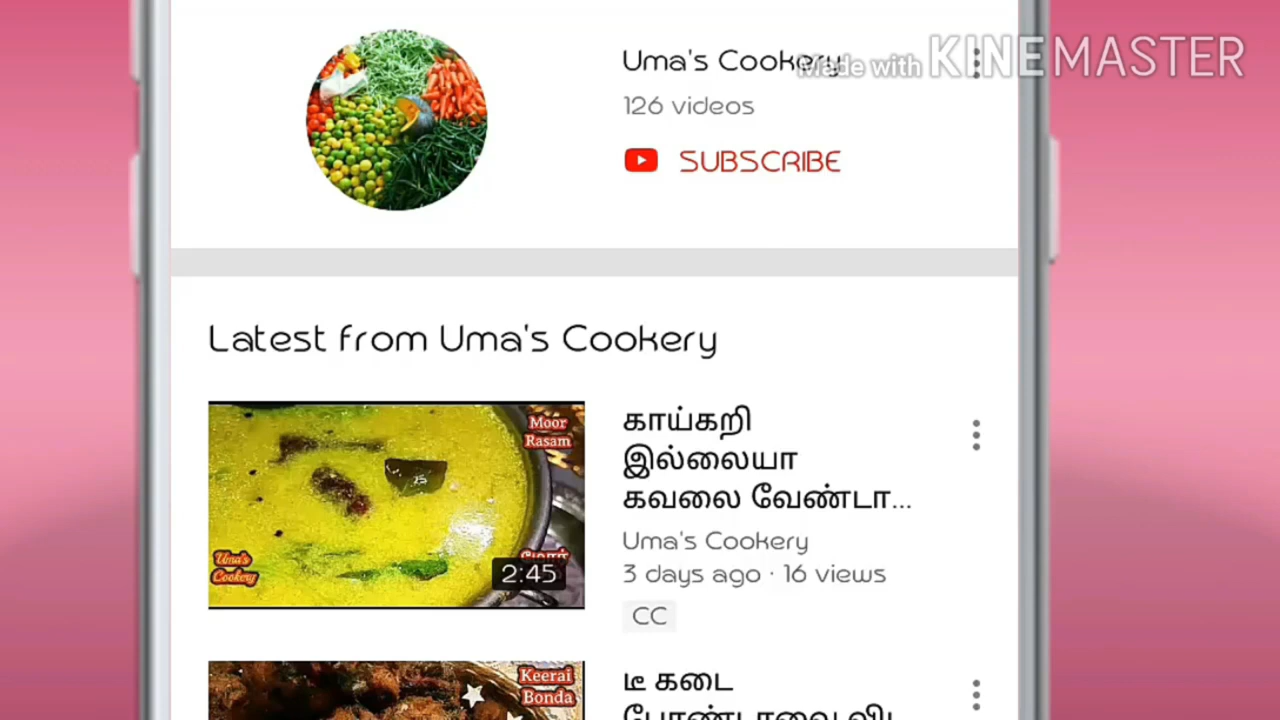 Uma's Cookery
Made with KINEMASTER
126 videos
SUBSCRIBE
Latest from Uma's Cookery
Moor
Rasam
Uma's
Cookery
மோர்
2:45
காய்கறி
இல்லையா
கவலை வேண்டா...
Uma's Cookery
3 days ago · 16 views
CC
Keerai
Bonda
டீ கடை